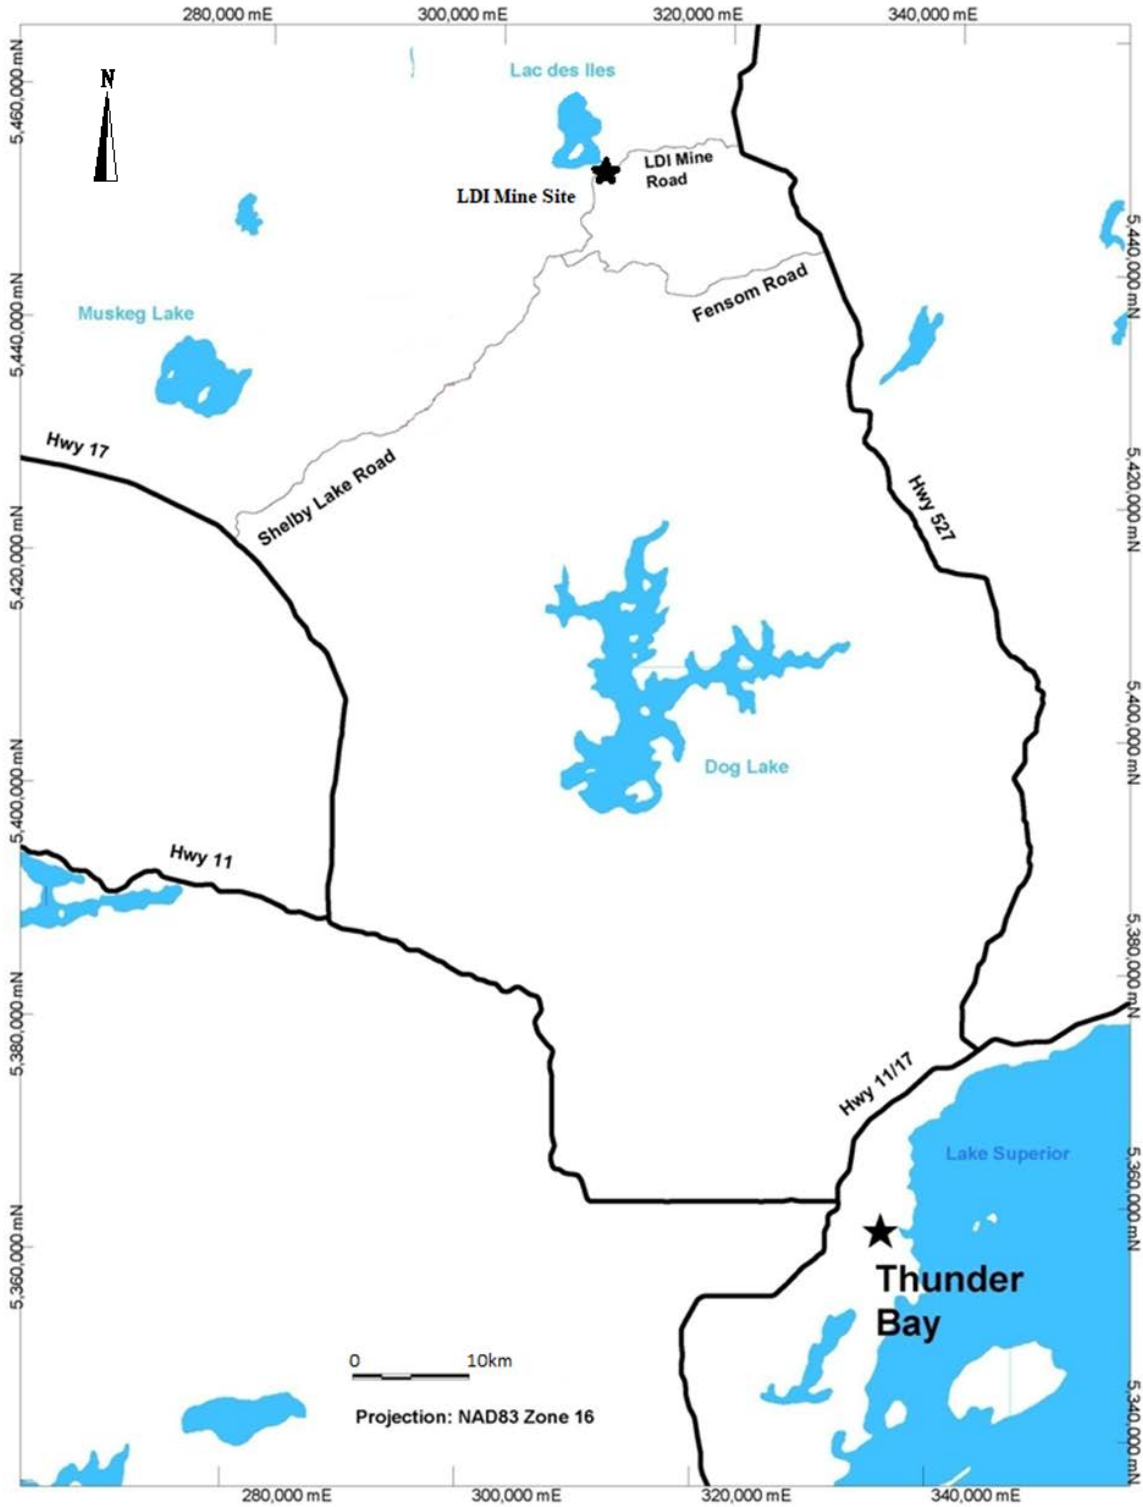 280,000 mE 300,000 mE 320,000 mE 340,000 mE
5,460,000 mN
N
Lac des Iles
LDI Mine
Road
LDI Mine Site
5,440,000 mN
Fensom Road
Muskeg Lake
5,440,000 mN
Hwy 17
Shelby Lake Road
5,420,000 mN
Hwy 527
5,420,000 mN
5,400,000 mN
Dog Lake
5,400,000 mN
Hwy 11
5,380,000 mN
5,380,000 mN
Hwy 11/17
Lake Superior
5,360,000 mN
5,360,000 mN
Thunder
Bay
0 10km
5,340,000 mN
Projection: NAD83 Zone 16
280,000 mE 300,000 mE 320,000 mE 340,000 mE